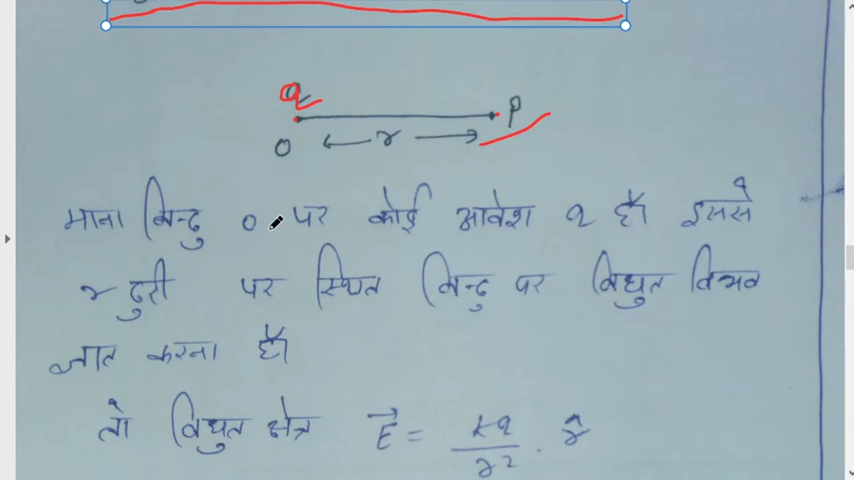 q
P
O ← r →
माना बिन्दु O पर कोई आवेश q है। इससे
r दुरी पर स्थित बिन्दु पर विधुत विभव
ज्ञात करना है।
तो विधुत क्षेत्र E⃗ = kq/r² . r̂